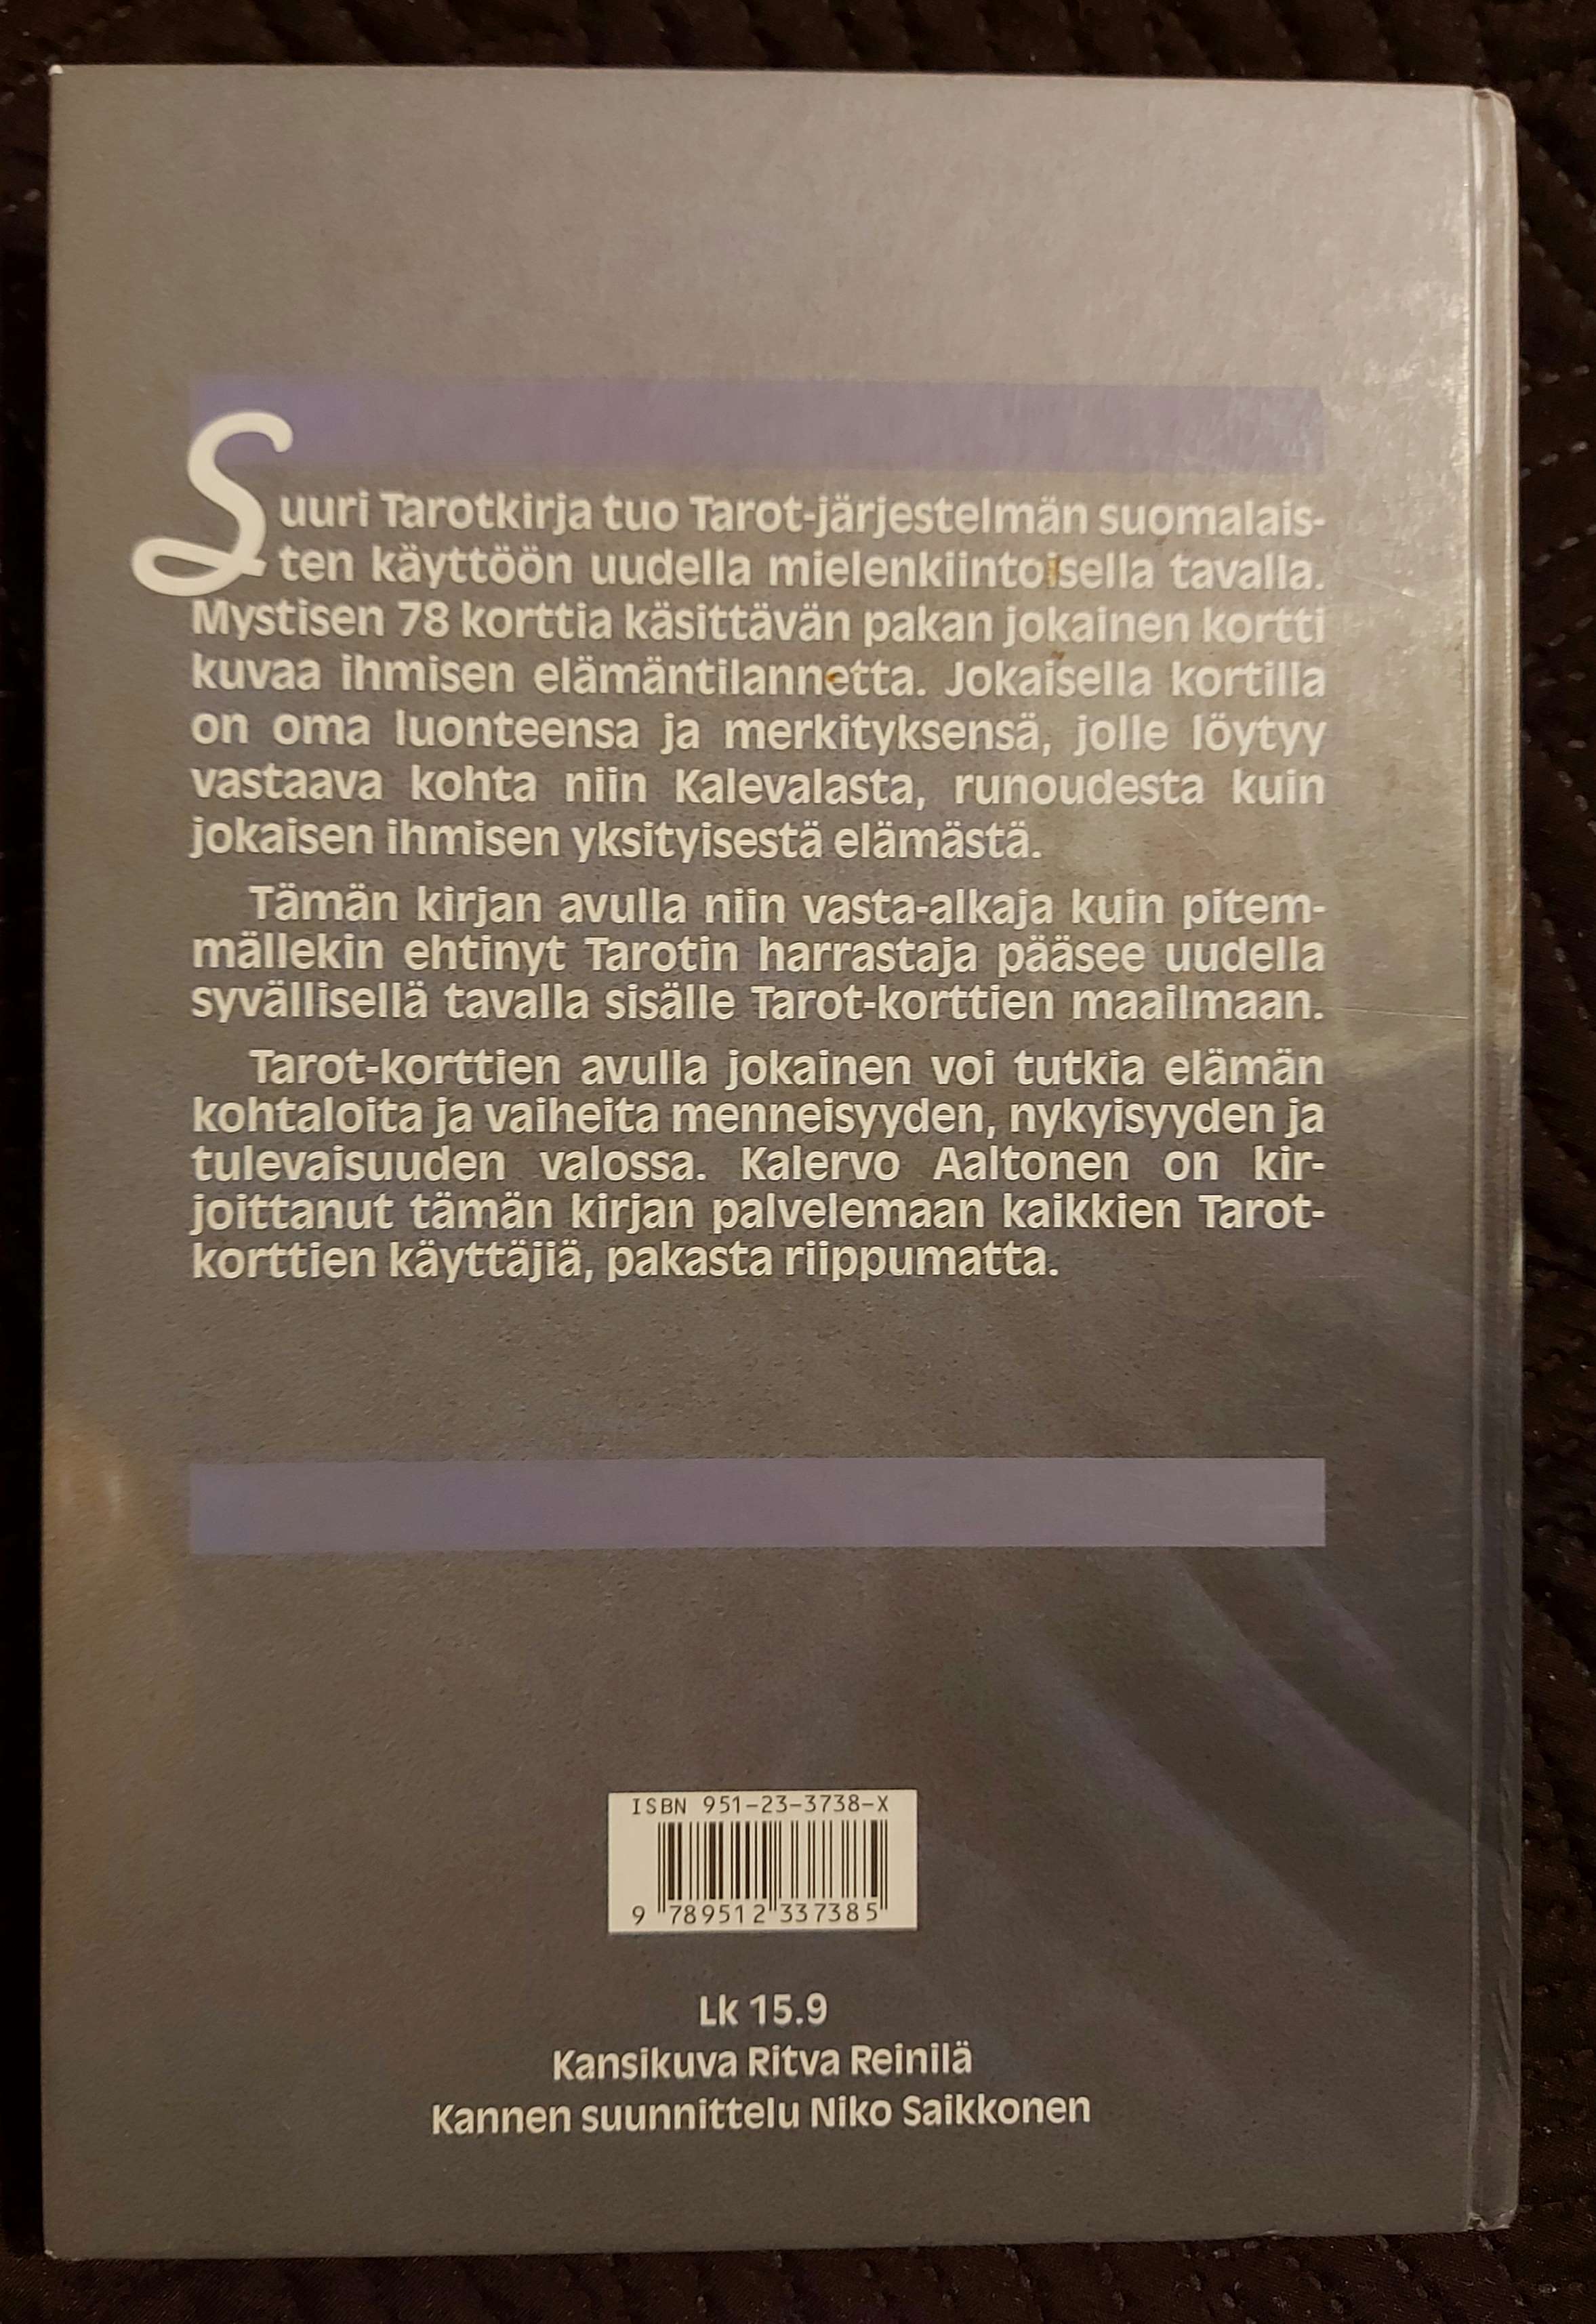 Suuri Tarotkirja tuo Tarot-järjestelmän suomalais-
ten käyttöön uudella mielenkiintoisella tavalla.
Mystisen 78 korttia käsittävän pakan jokainen kortti
kuvaa ihmisen elämäntilannetta. Jokaisella kortilla
on oma luonteensa ja merkityksensä, jolle löytyy
vastaava kohta niin Kalevalasta, runoudesta kuin
jokaisen ihmisen yksityisestä elämästä.
Tämän kirjan avulla niin vasta-alkaja kuin pitem-
mällekin ehtinyt Tarotin harrastaja pääsee uudella
syvällisellä tavalla sisälle Tarot-korttien maailmaan.
Tarot-korttien avulla jokainen voi tutkia elämän
kohtaloita ja vaiheita menneisyyden, nykyisyyden ja
tulevaisuuden valossa. Kalervo Aaltonen on kir-
joittanut tämän kirjan palvelemaan kaikkien Tarot-
korttien käyttäjiä, pakasta riippumatta.
ISBN 951-23-3738-X
9 789512 337385
Lk 15.9
Kansikuva Ritva Reinilä
Kannen suunnittelu Niko Saikkonen